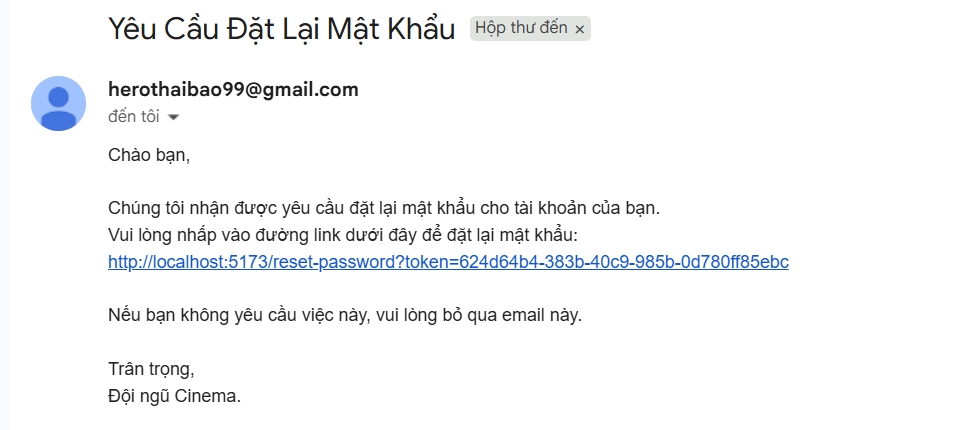 Yêu Cầu Đặt Lại Mật Khẩu Hộp thư đến ×
herothaibao99@gmail.com
đến tôi
Chào bạn,
Chúng tôi nhận được yêu cầu đặt lại mật khẩu cho tài khoản của bạn.
Vui lòng nhấp vào đường link dưới đây để đặt lại mật khẩu:
http://localhost:5173/reset-password?token=624d64b4-383b-40c9-985b-0d780ff85ebc
Nếu bạn không yêu cầu việc này, vui lòng bỏ qua email này.
Trân trọng,
Đội ngũ Cinema.